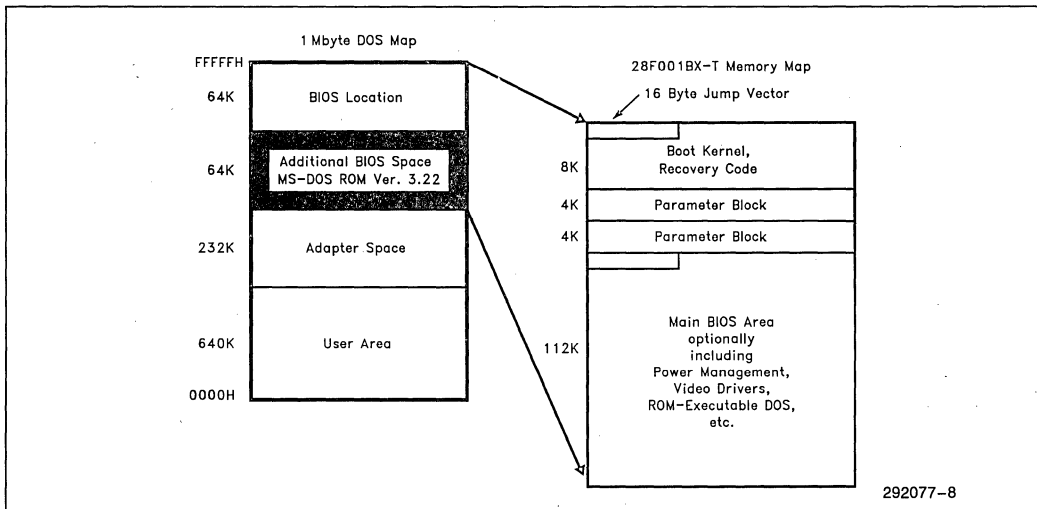 1 Mbyte DOS Map
FFFFFH
64K
BIOS Location
64K
Additional BIOS Space
MS-DOS ROM Ver. 3.22
232K
Adapter Space
640K
User Area
0000H
28F001BX-T Memory Map
16 Byte Jump Vector
8K
Boot Kernel,
Recovery Code
4K
Parameter Block
4K
Parameter Block
112K
Main BIOS Area
optionally
including
Power Management,
Video Drivers,
ROM-Executable DOS,
etc.
292077-8